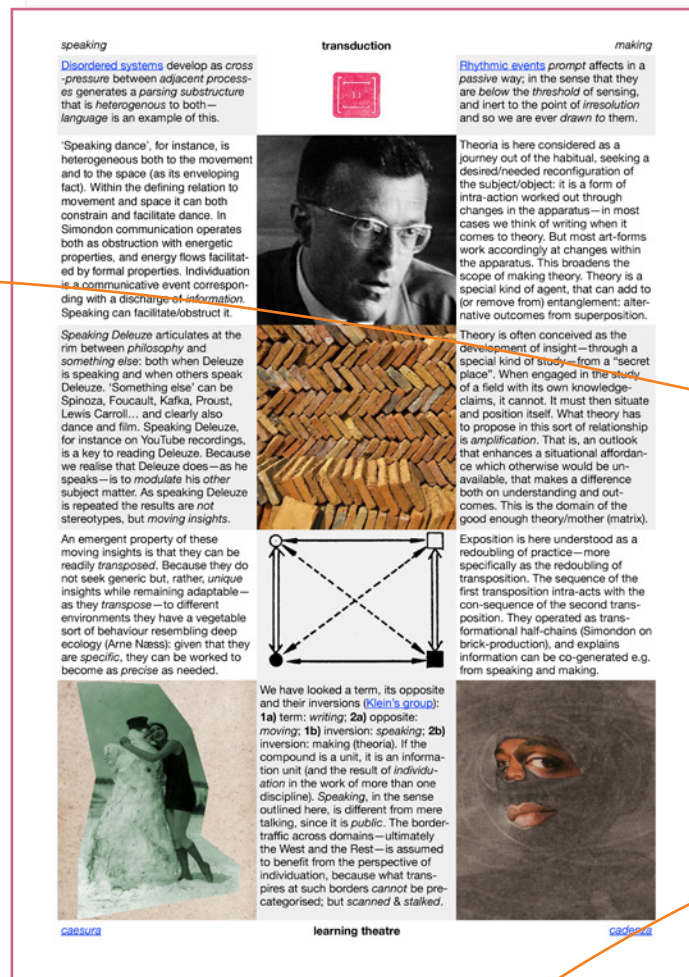 speaking
transduction
making
Disordered systems develop as cross
-pressure between adjacent process-
es generates a parsing substructure
that is heterogenous to both—
language is an example of this.
Rhythmic events prompt affects in a
passive way; in the sense that they
are below the threshold of sensing,
and inert to the point of irresolution
and so we are ever drawn to them.
‘Speaking dance’, for instance, is
heterogeneous both to the movement
and to the space (as its enveloping
fact). Within the defining relation to
movement and space it can both
constrain and facilitate dance. In
Simondon communication operates
both as obstruction with energetic
properties, and energy flows facilitat-
ed by formal properties. Individuation
is a communicative event correspon-
ding with a discharge of information.
Speaking can facilitate/obstruct it.
Theoria is here considered as a
journey out of the habitual, seeking a
desired/needed reconfiguration of
the subject/object: it is a form of
intra-action worked out through
changes in the apparatus—in most
cases we think of writing when it
comes to theory. But most art-forms
work accordingly at changes within
the apparatus. This broadens the
scope of making theory. Theory is a
special kind of agent, that can add to
(or remove from) entanglement: alter-
native outcomes from superposition.
Speaking Deleuze articulates at the
rim between philosophy and
something else: both when Deleuze
is speaking and when others speak
Deleuze. ‘Something else’ can be
Spinoza, Foucault, Kafka, Proust,
Lewis Carroll... and clearly also
dance and film. Speaking Deleuze,
for instance on YouTube recordings,
is a key to reading Deleuze. Because
we realise that Deleuze does—as he
speaks—is to modulate his other
subject matter. As speaking Deleuze
is repeated the results are not
stereotypes, but moving insights.
Theory is often conceived as the
development of insight—through a
special kind of study—from a “secret
place”. When engaged in the study
of a field with its own knowledge-
claims, it cannot. It must then situate
and position itself. What theory has
to propose in this sort of relationship
is amplification. That is, an outlook
that enhances a situational affordan-
ce which otherwise would be un-
available, that makes a difference
both on understanding and out-
comes. This is the domain of the
good enough theory/mother (matrix).
An emergent property of these
moving insights is that they can be
readily transposed. Because they do
not seek generic but, rather, unique
insights while remaining adaptable—
as they transpose—to different
environments they have a vegetable
sort of behaviour resembling deep
ecology (Arne Næss): given that they
are specific, they can be worked to
become as precise as needed.
Exposition is here understood as a
redoubling of practice—more
specifically as the redoubling of
transposition. The sequence of the
first transposition intra-acts with the
con-sequence of the second trans-
position. They operated as trans-
formational half-chains (Simondon on
brick-production), and explains
information can be co-generated e.g.
from speaking and making.
We have looked a term, its opposite
and their inversions (Klein's group):
1a) term: writing; 2a) opposite:
moving; 1b) inversion: speaking; 2b)
inversion: making (theoria). If the
compound is a unit, it is an informa-
tion unit (and the result of individu-
ation in the work of more than one
discipline). Speaking, in the sense
outlined here, is different from mere
talking, since it is public. The border-
traffic across domains—ultimately
the West and the Rest—is assumed
to benefit from the perspective of
individuation, because what trans-
pires at such borders cannot be pre-
categorised; but scanned & stalked.
caesura
learning theatre
cadenza